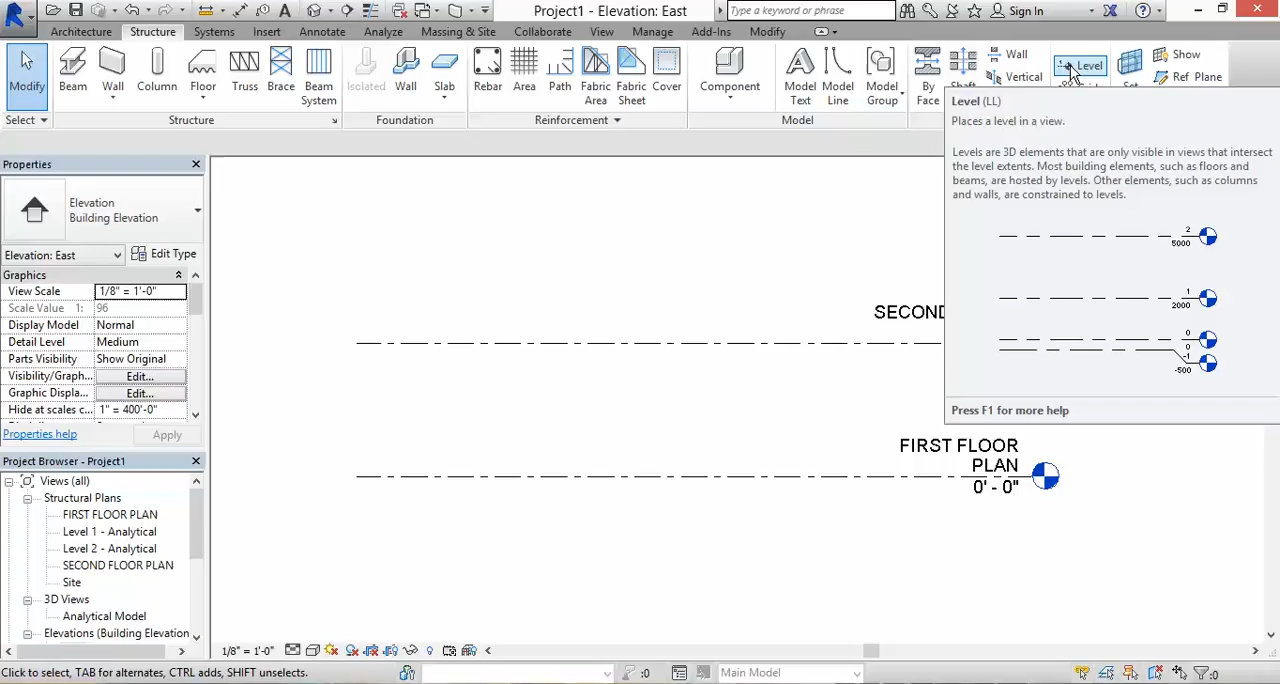 Project1 - Elevation: East
Type a keyword or phrase
Sign In
Architecture Structure Systems Insert Annotate Analyze Massing & Site Collaborate View Manage Add-Ins Modify
Modify Beam Wall Column Floor Truss Brace Beam System Isolated Wall Slab Rebar Area Path Fabric Area Fabric Sheet Cover Component Model Text Model Line Model Group By Face Wall Vertical Level Show Ref Plane
Select Structure Foundation Reinforcement Model
Level (LL)
Places a level in a view.
Levels are 3D elements that are only visible in views that intersect
the level extents. Most building elements, such as floors and
beams, are hosted by levels. Other elements, such as columns
and walls, are constrained to levels.
2
5000
1
2000
0
0
-1
-500
Press F1 for more help
Properties
Elevation
Building Elevation
Elevation: East Edit Type
Graphics
View Scale 1/8" = 1'-0"
Scale Value 1: 96
Display Model Normal
Detail Level Medium
Parts Visibility Show Original
Visibility/Graph... Edit...
Graphic Displa... Edit...
Hide at scales c... 1" = 400'-0"
Properties help Apply
Project Browser - Project1
Views (all)
Structural Plans
FIRST FLOOR PLAN
Level 1 - Analytical
Level 2 - Analytical
SECOND FLOOR PLAN
Site
3D Views
Analytical Model
Elevations (Building Elevation
SECOND
FIRST FLOOR
PLAN
0' - 0"
1/8" = 1'-0"
Click to select, TAB for alternates, CTRL adds, SHIFT unselects.
:0
Main Model
:0